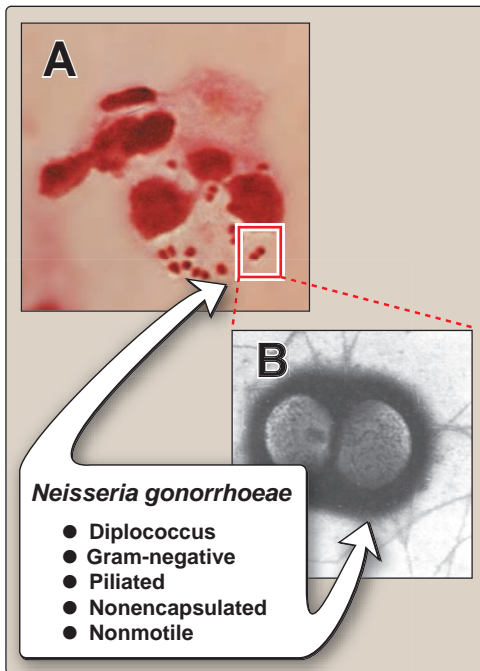 A
B
Neisseria gonorrhoeae
● Diplococcus
● Gram-negative
● Piliated
● Nonencapsulated
● Nonmotile